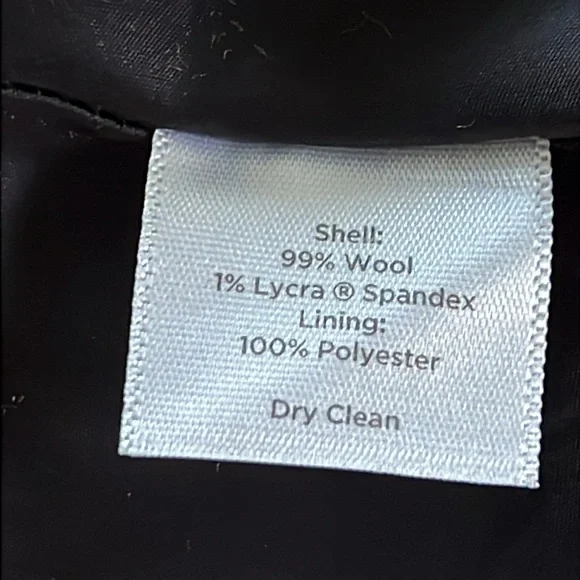 Shell:
99% Wool
1% Lycra ® Spandex
Lining:
100% Polyester
Dry Clean